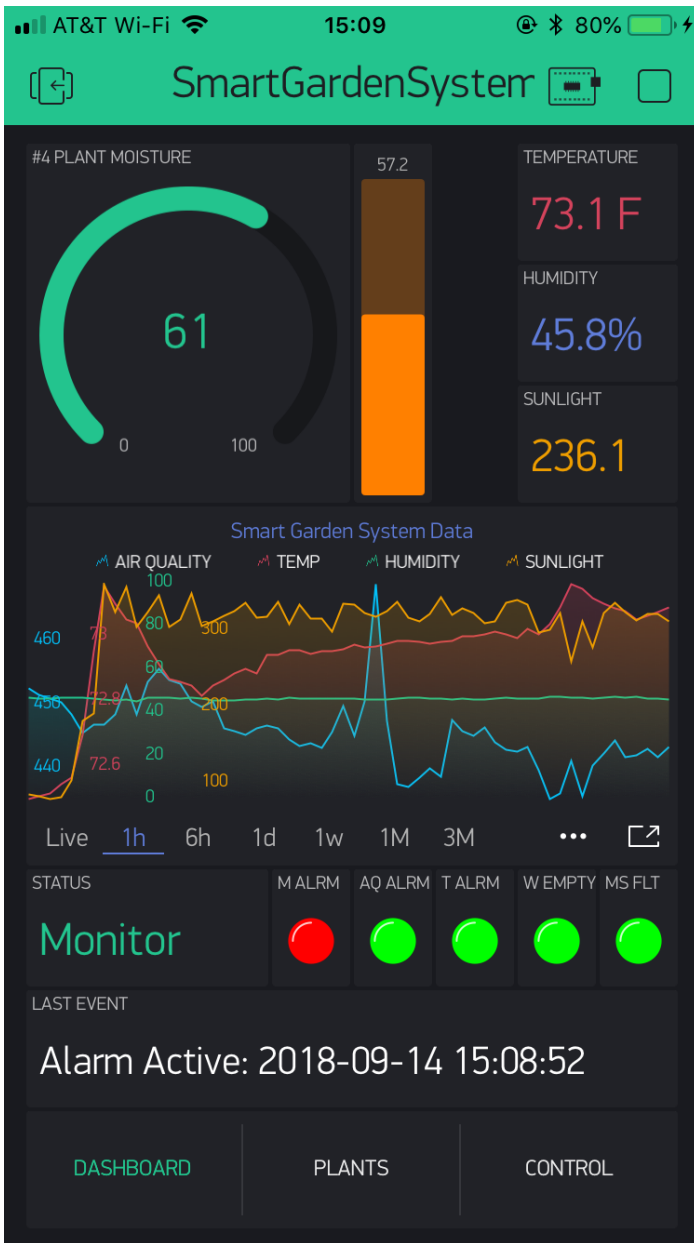 AT&T Wi-Fi 15:09 80%
SmartGardenSystem
#4 PLANT MOISTURE
61
0 100
57.2
TEMPERATURE
73.1 F
HUMIDITY
45.8%
SUNLIGHT
236.1
Smart Garden System Data
AIR QUALITY TEMP HUMIDITY SUNLIGHT
100
460 73 80 300
60
450 72.8 40 200
440 72.6 20 100
0
Live 1h 6h 1d 1w 1M 3M ...
STATUS
Monitor
M ALRM AQ ALRM T ALRM W EMPTY MS FLT
LAST EVENT
Alarm Active: 2018-09-14 15:08:52
DASHBOARD PLANTS CONTROL